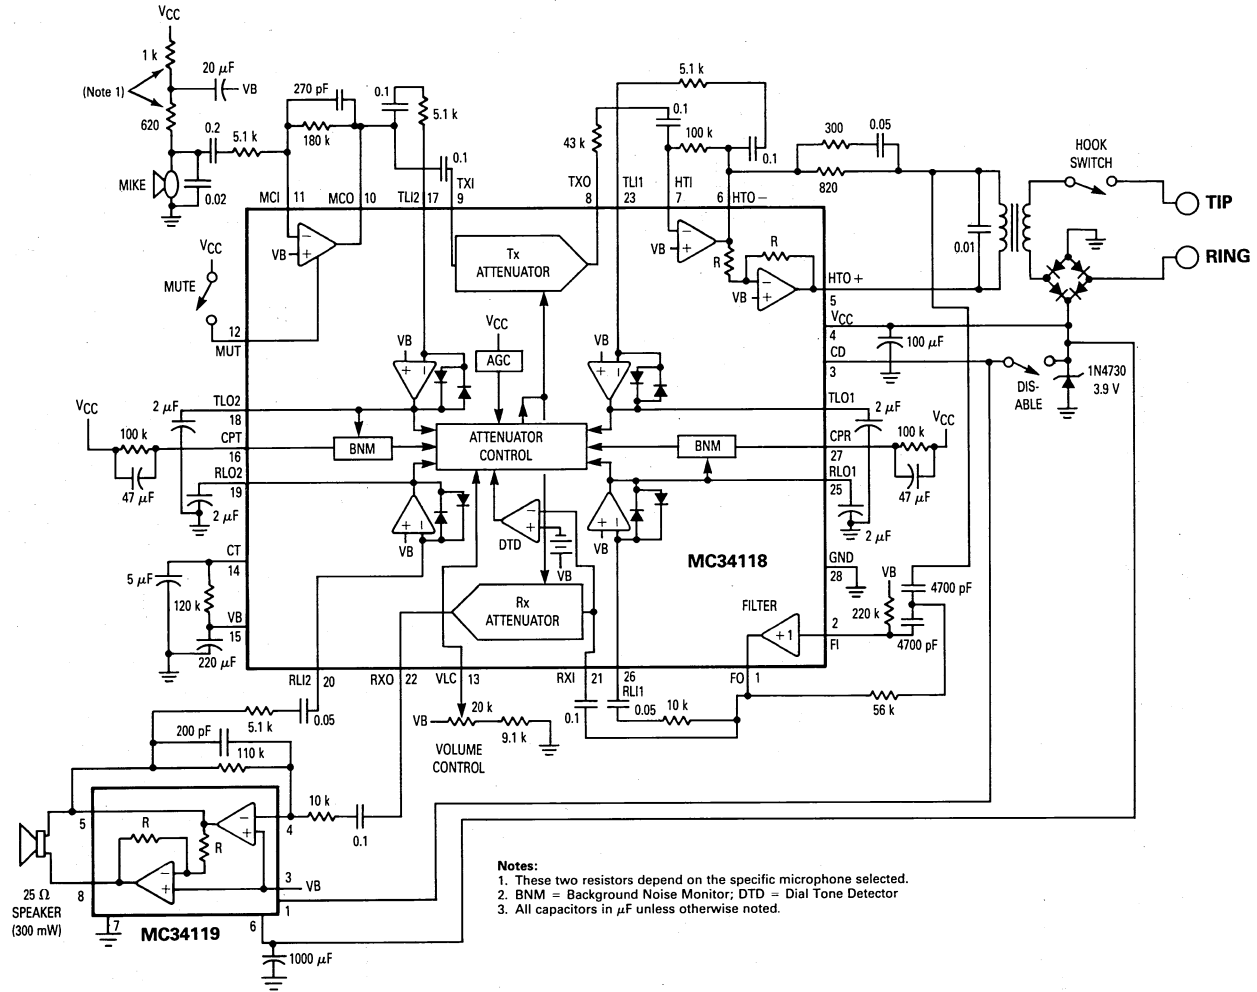 VCC
1 k
20 μF
VB
(Note 1)
620
0.2
5.1 k
MIKE
0.02
270 pF
180 k
0.1
5.1 k
0.1
TXI
MCI 11
MCO 10
TLI2 17
9
5.1 k
0.1
43 k
100 k
0.1
TXO
8
TLI1
23
HTI
7
6 HTO–
300
0.05
820
0.01
HOOK
SWITCH
TIP
RING
VCC
MUTE
12
MUT
VB
Tx
ATTENUATOR
VB
R
R
VB
HTO+
5
VCC
4
100 μF
CD
3
DIS-
ABLE
1N4730
3.9 V
VB
VCC
AGC
VB
VCC
2 μF
TLO2
18
100 k
CPT
16
47 μF
RLO2
19
2 μF
BNM
ATTENUATOR
CONTROL
BNM
TLO1
2 μF
VCC
CPR
27
100 k
RLO1
25
47 μF
2 μF
VB
DTD
VB
VB
MC34118
GND
28
CT
14
5 μF
120 k
VB
15
220 μF
Rx
ATTENUATOR
FILTER
+1
VB
4700 pF
220 k
2
FI
4700 pF
RLI2 20
RXO 22
VLC 13
RXI 21
26
RLI1
FO 1
5.1 k
0.05
VB
20 k
9.1 k
VOLUME
CONTROL
0.1
0.05
10 k
56 k
200 pF
110 k
5
4
10 k
0.1
R
R
3
VB
8
1
25 Ω
SPEAKER
(300 mW)
7
MC34119
6
1000 μF
Notes:
1. These two resistors depend on the specific microphone selected.
2. BNM = Background Noise Monitor; DTD = Dial Tone Detector
3. All capacitors in μF unless otherwise noted.